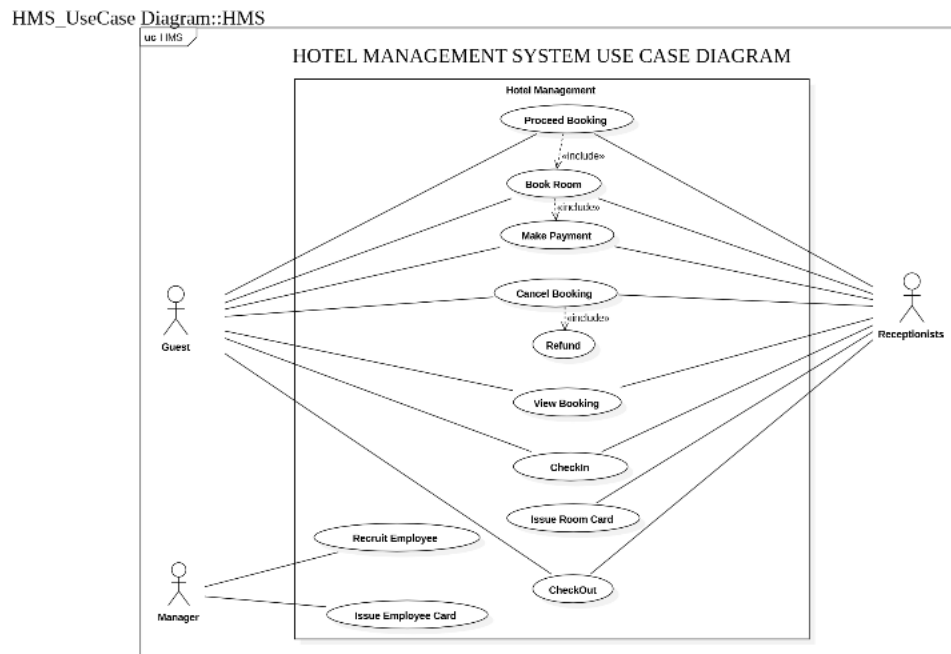 HMS_UseCase Diagram::HMS
uc HMS
HOTEL MANAGEMENT SYSTEM USE CASE DIAGRAM
Hotel Management
Proceed Booking
«include»
Book Room
«include»
Make Payment
Cancel Booking
«include»
Refund
Guest
Receptionists
View Booking
CheckIn
Issue Room Card
Recruit Employee
CheckOut
Manager
Issue Employee Card